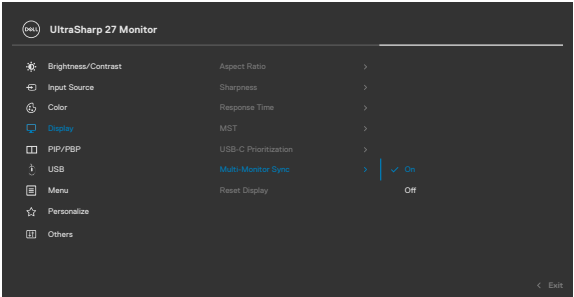 DELL UltraSharp 27 Monitor
Brightness/Contrast Aspect Ratio
Input Source Sharpness
Color Response Time
Display MST
PIP/PBP USB-C Prioritization
USB Multi-Monitor Sync On
Menu Reset Display Off
Personalize
Others
Exit